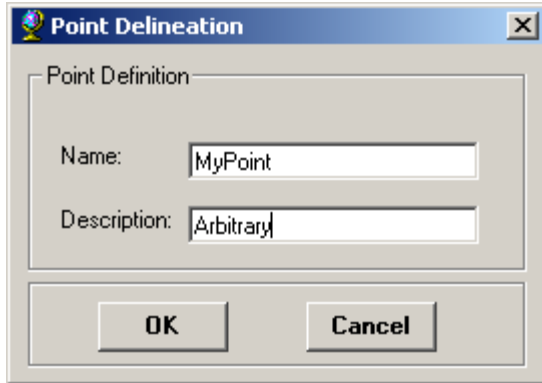 Point Delineation
Point Definition
Name: MyPoint
Description: Arbitrary
OK Cancel